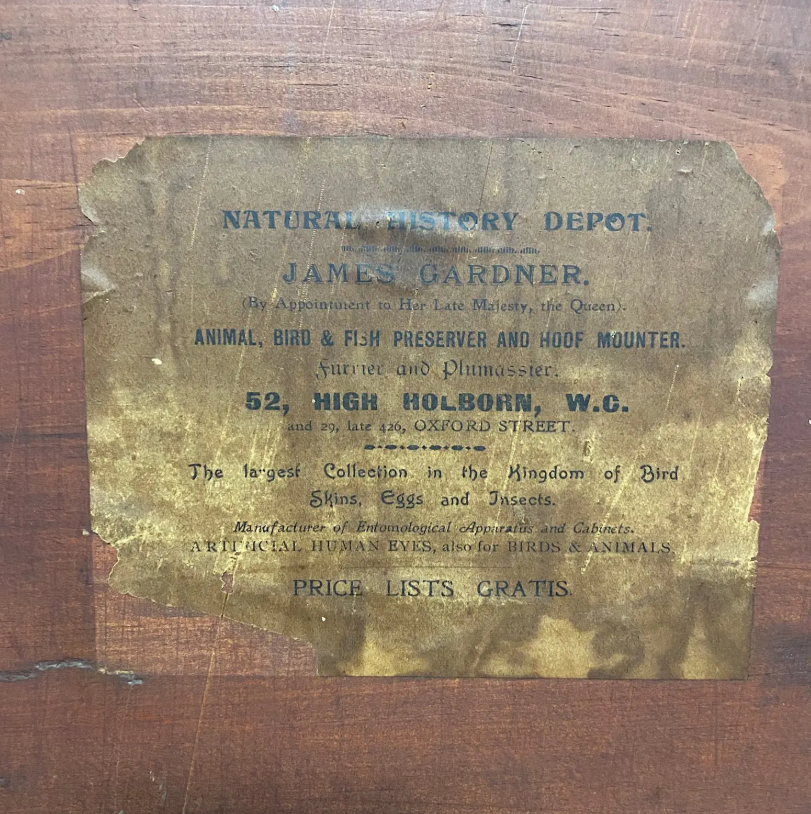 NATURAL HISTORY DEPOT.
JAMES GARDNER.
(By Appointment to Her Late Majesty, the Queen).
ANIMAL, BIRD & FISH PRESERVER AND HOOF MOUNTER.
Furrier and Plumassier.
52, HIGH HOLBORN, W.C.
and 29, late 426, OXFORD STREET.
The largest Collection in the Kingdom of Bird
Skins, Eggs and Insects.
Manufacturer of Entomological Apparatus and Cabinets.
ARTIFICIAL HUMAN EYES, also for BIRDS & ANIMALS.
PRICE LISTS GRATIS.